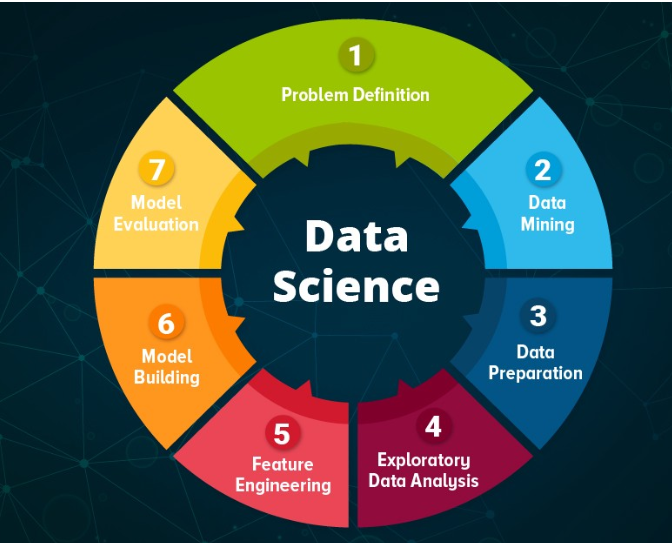 1
Problem Definition
2
Data
Mining
3
Data
Preparation
4
Exploratory
Data Analysis
5
Feature
Engineering
6
Model
Building
7
Model
Evaluation
Data
Science